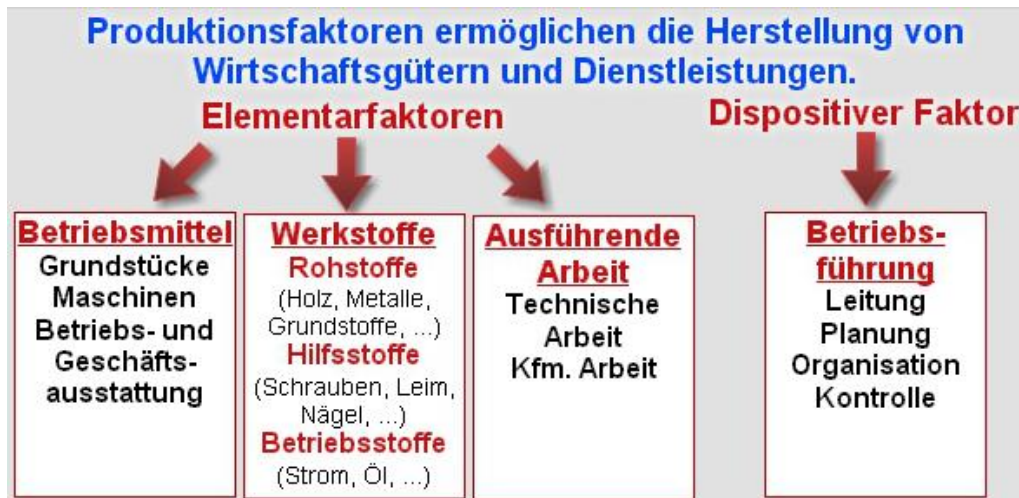 Produktionsfaktoren ermöglichen die Herstellung von
Wirtschaftsgütern und Dienstleistungen.
Elementarfaktoren
Dispositiver Faktor
Betriebsmittel
Grundstücke
Maschinen
Betriebs- und
Geschäfts-
ausstattung
Werkstoffe
Rohstoffe
(Holz, Metalle,
Grundstoffe, ...)
Hilfsstoffe
(Schrauben, Leim,
Nägel, ...)
Betriebsstoffe
(Strom, Öl, ...)
Ausführende
Arbeit
Technische
Arbeit
Kfm. Arbeit
Betriebs-
führung
Leitung
Planung
Organisation
Kontrolle